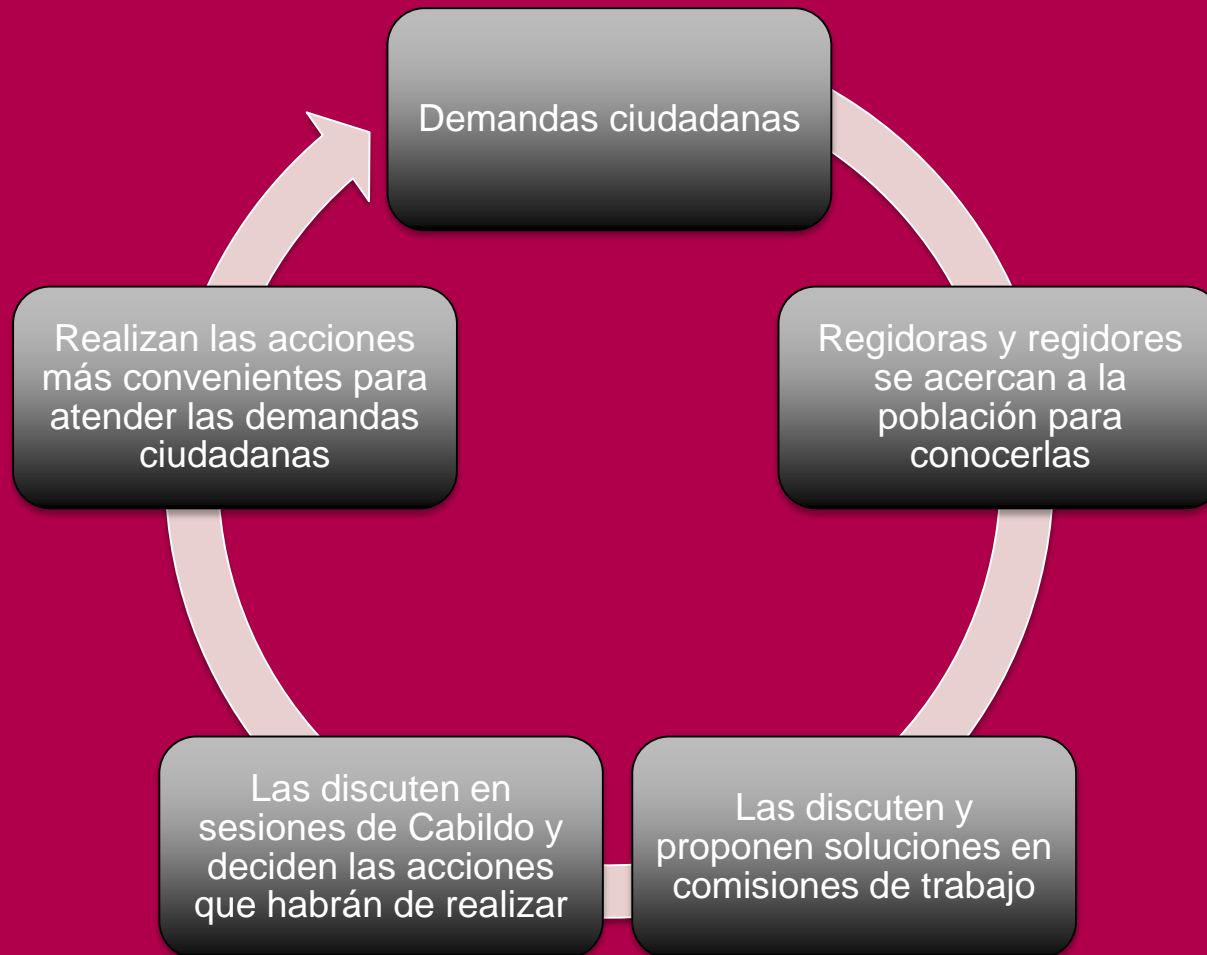 Demandas ciudadanas
Regidoras y regidores
se acercan a la
población para
conocerlas
Las discuten y
proponen soluciones en
comisiones de trabajo
Las discuten en
sesiones de Cabildo y
deciden las acciones
que habrán de realizar
Realizan las acciones
más convenientes para
atender las demandas
ciudadanas